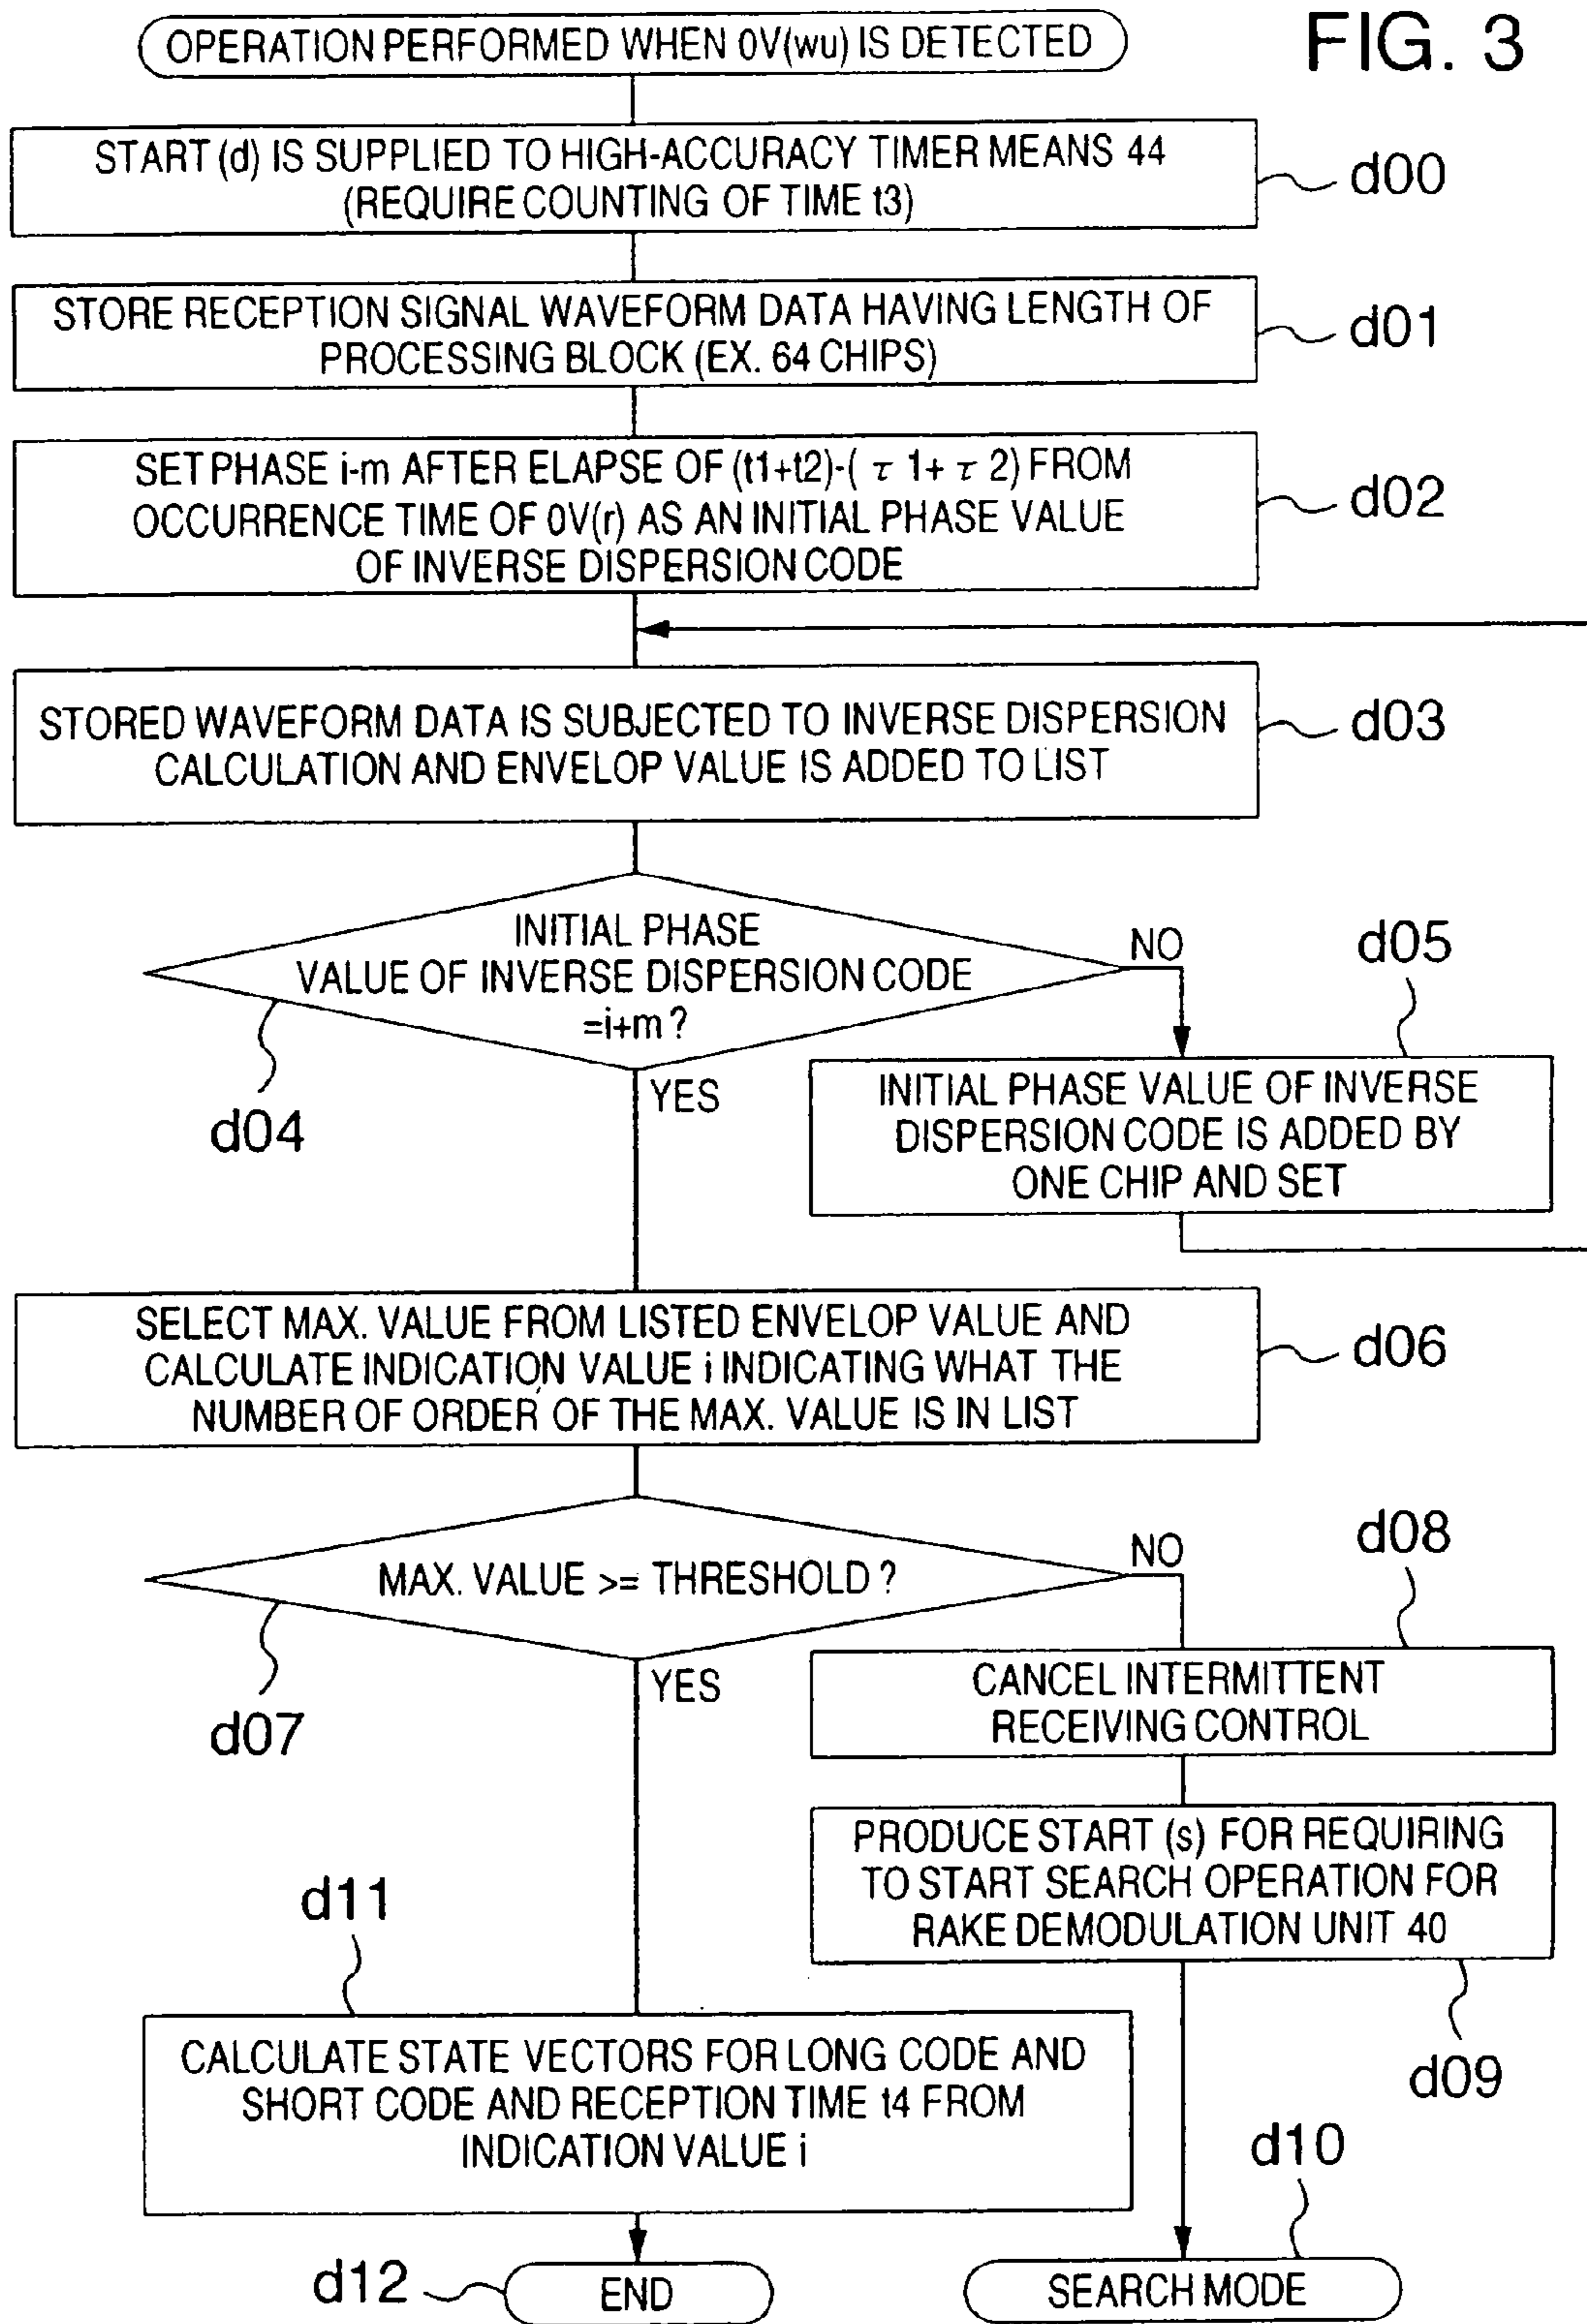 FIG. 3
OPERATION PERFORMED WHEN 0V(wu) IS DETECTED
START (d) IS SUPPLIED TO HIGH-ACCURACY TIMER MEANS 44
(REQUIRE COUNTING OF TIME t3)
d00
STORE RECEPTION SIGNAL WAVEFORM DATA HAVING LENGTH OF
PROCESSING BLOCK (EX. 64 CHIPS)
d01
SET PHASE i-m AFTER ELAPSE OF (t1+t2)-( τ 1+ τ 2) FROM
OCCURRENCE TIME OF 0V(r) AS AN INITIAL PHASE VALUE
OF INVERSE DISPERSION CODE
d02
STORED WAVEFORM DATA IS SUBJECTED TO INVERSE DISPERSION
CALCULATION AND ENVELOP VALUE IS ADDED TO LIST
d03
INITIAL PHASE
VALUE OF INVERSE DISPERSION CODE
=i+m ?
d04
NO
YES
d05
INITIAL PHASE VALUE OF INVERSE
DISPERSION CODE IS ADDED BY
ONE CHIP AND SET
SELECT MAX. VALUE FROM LISTED ENVELOP VALUE AND
CALCULATE INDICATION VALUE i INDICATING WHAT THE
NUMBER OF ORDER OF THE MAX. VALUE IS IN LIST
d06
MAX. VALUE >= THRESHOLD ?
d07
NO
YES
d08
CANCEL INTERMITTENT
RECEIVING CONTROL
PRODUCE START (s) FOR REQUIRING
TO START SEARCH OPERATION FOR
RAKE DEMODULATION UNIT 40
d09
d11
CALCULATE STATE VECTORS FOR LONG CODE AND
SHORT CODE AND RECEPTION TIME t4 FROM
INDICATION VALUE i
d10
d12
END
SEARCH MODE